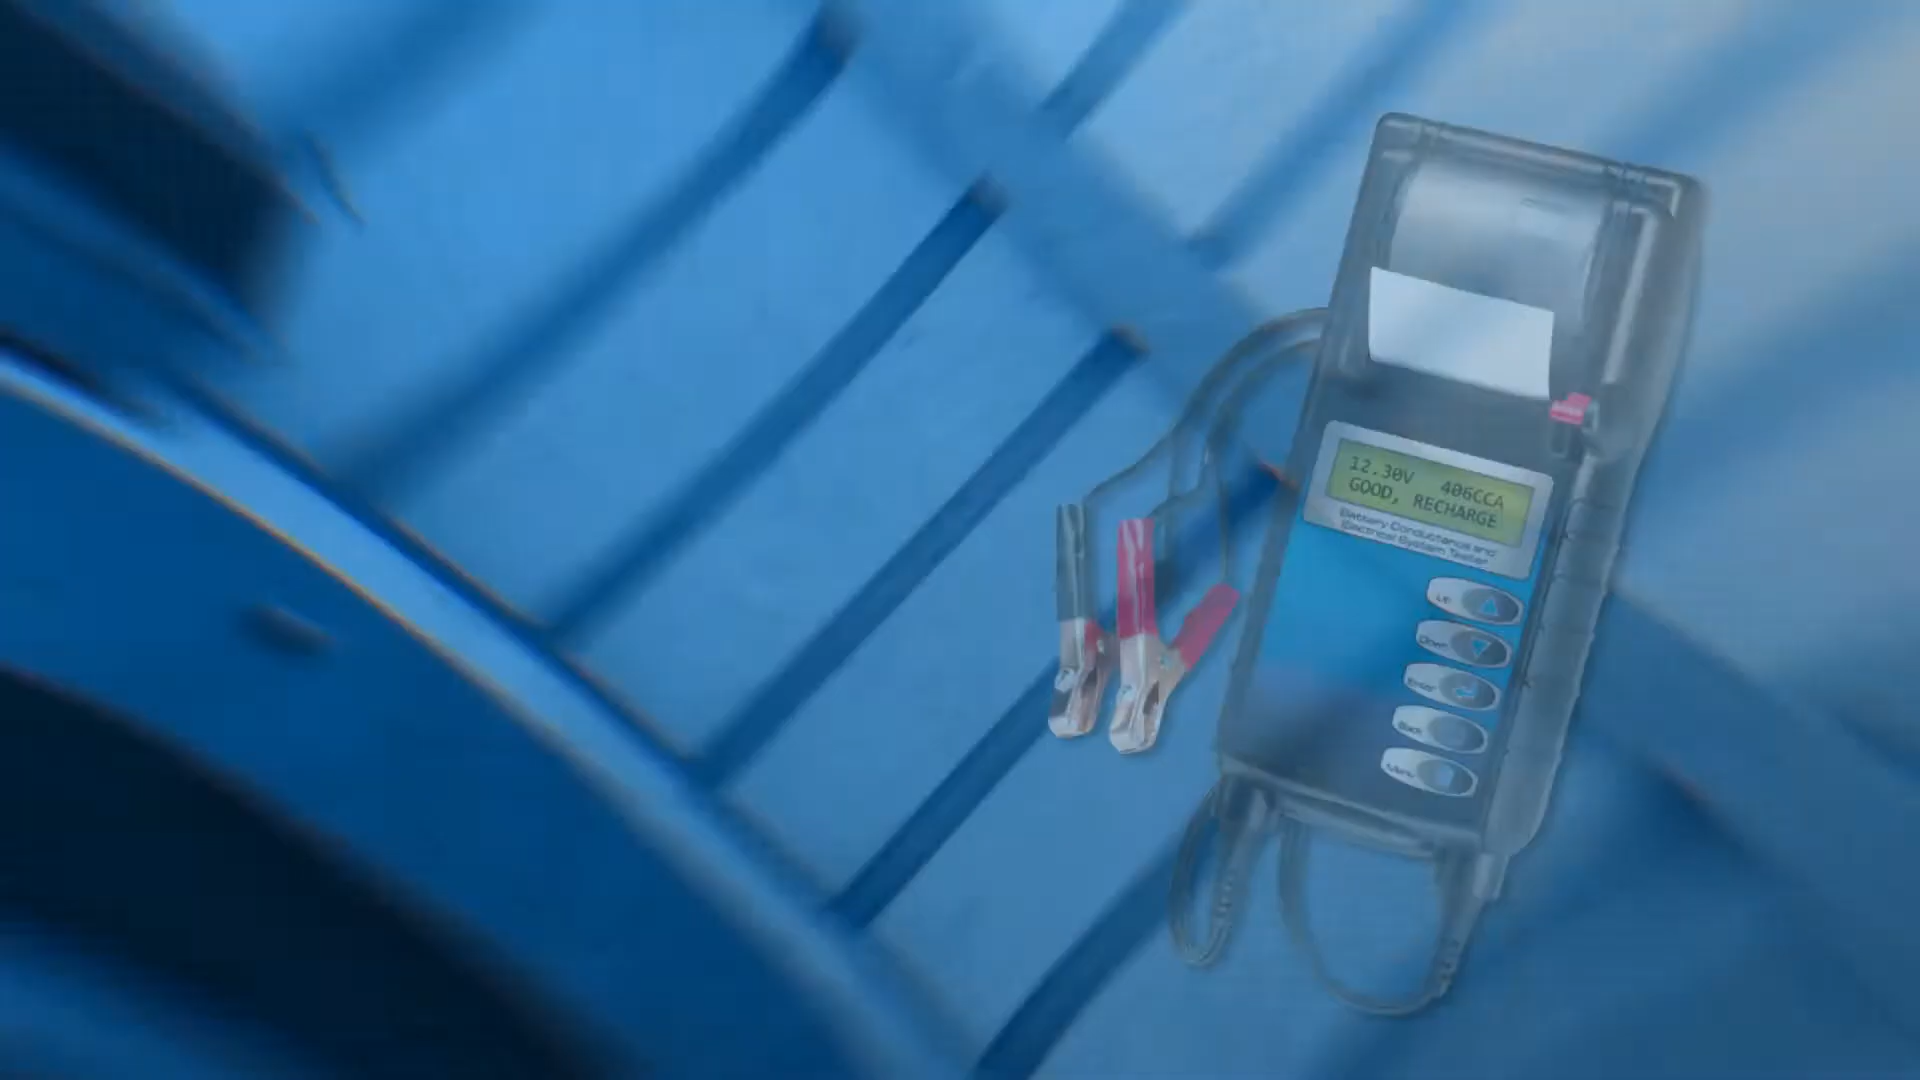 12.30V 406CCA
GOOD, RECHARGE
Battery Conductance and
Electrical System Tester
UP
Down
Enter
Back
Menu